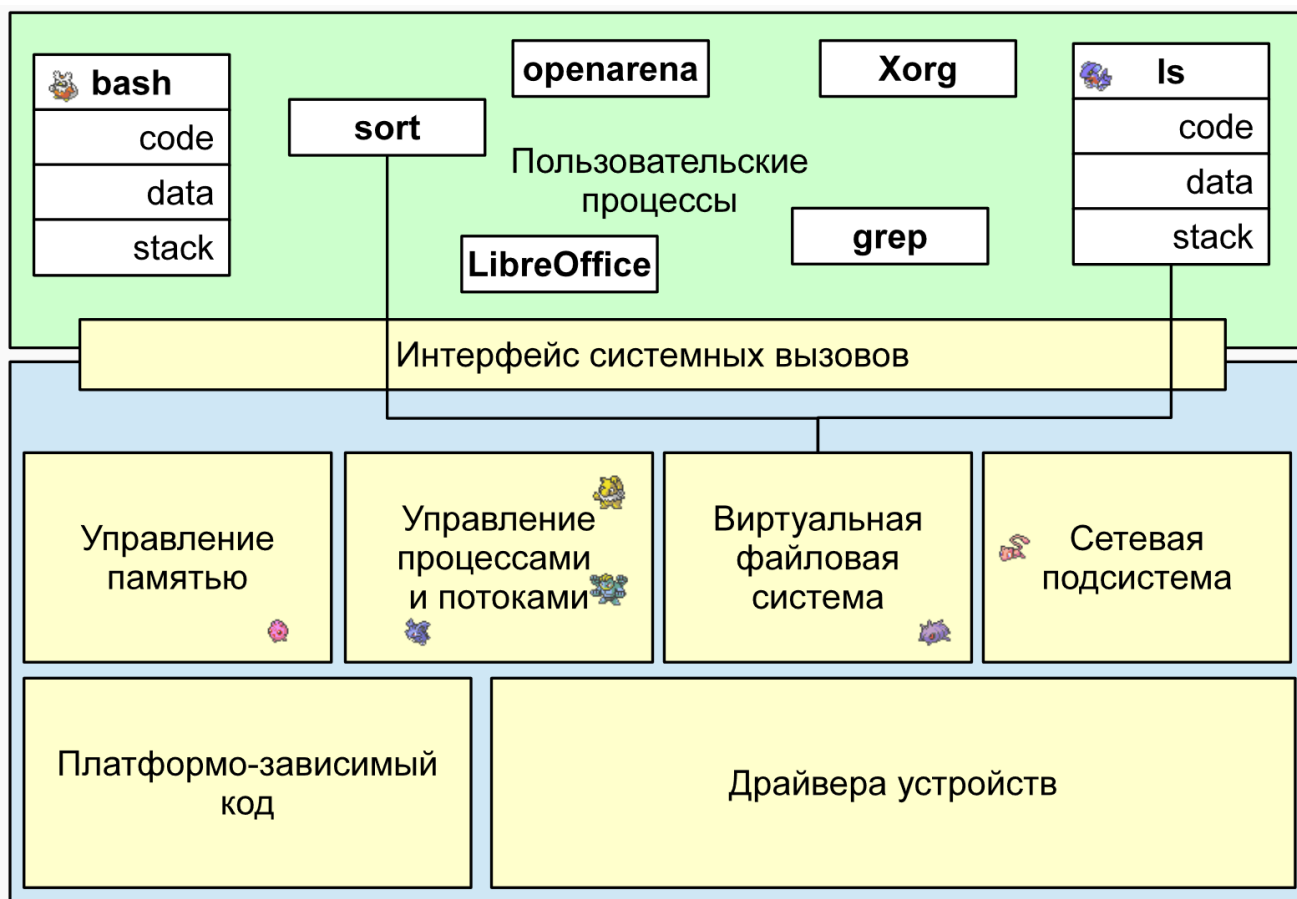 bash
code
data
stack
sort
openarena
Xorg
ls
code
data
stack
Пользовательские
процессы
LibreOffice
grep
Интерфейс системных вызовов
Управление
памятью
Управление
процессами
и потоками
Виртуальная
файловая
система
Сетевая
подсистема
Платформо-зависимый
код
Драйвера устройств